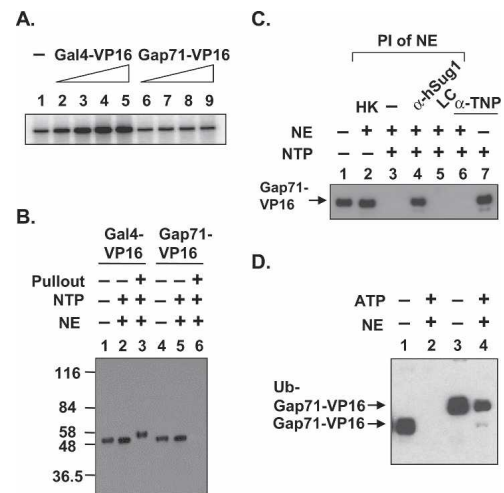 A.
– Gal4-VP16 Gap71-VP16
1 2 3 4 5 6 7 8 9
B.
Gal4-VP16 Gap71-VP16
Pullout – – + – – +
NTP – + + – + +
NE – + + – + +
1 2 3 4 5 6
116
84
58
48
36.5
C.
PI of NE
HK – α-hSug1 LC α-TNP
NE – + + + + + +
NTP – – + + + + +
1 2 3 4 5 6 7
Gap71-VP16
D.
ATP – + – +
NE – + – +
1 2 3 4
Ub-
Gap71-VP16
Gap71-VP16